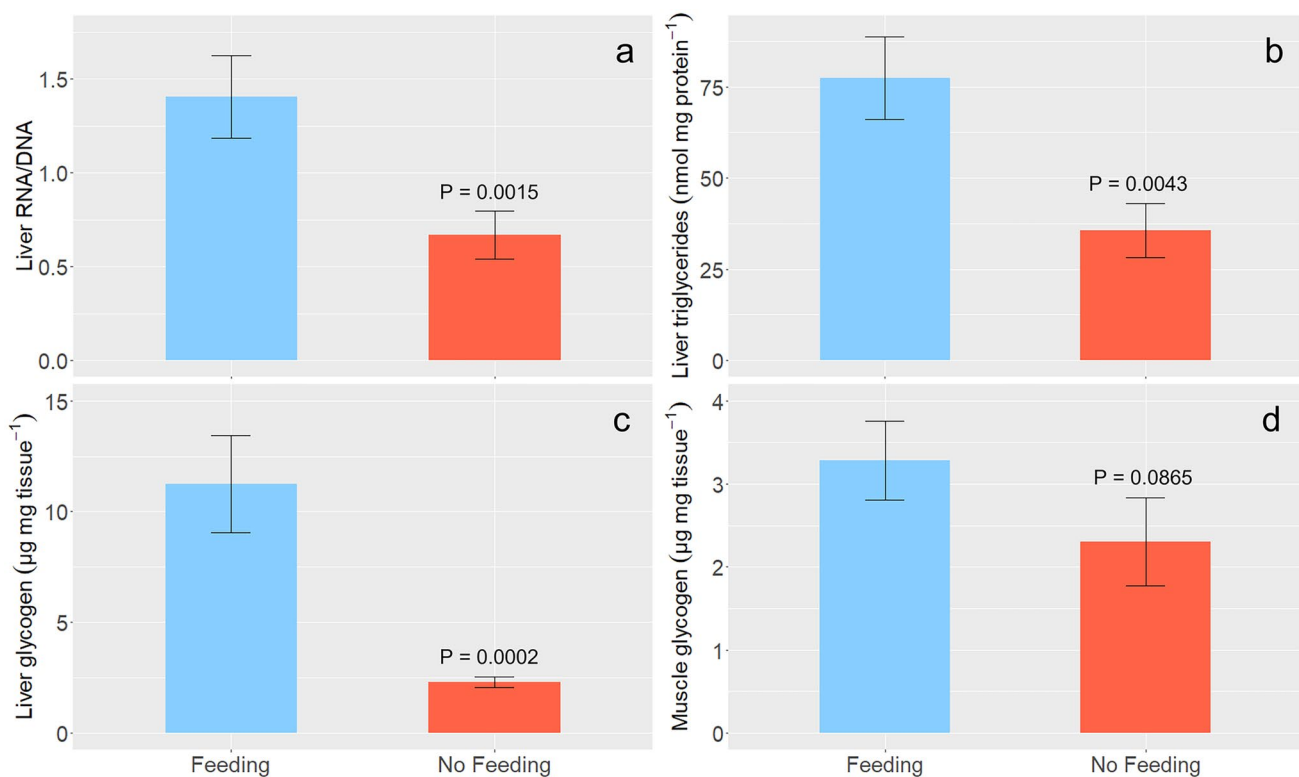 a
Liver RNA/DNA
1.5
1.0
0.5
0.0
P = 0.0015
b
Liver triglycerides (nmol mg protein⁻¹)
75
50
25
0
P = 0.0043
c
Liver glycogen (µg mg tissue⁻¹)
15
10
5
0
P = 0.0002
Feeding
No Feeding
d
Muscle glycogen (µg mg tissue⁻¹)
4
3
2
1
0
P = 0.0865
Feeding
No Feeding